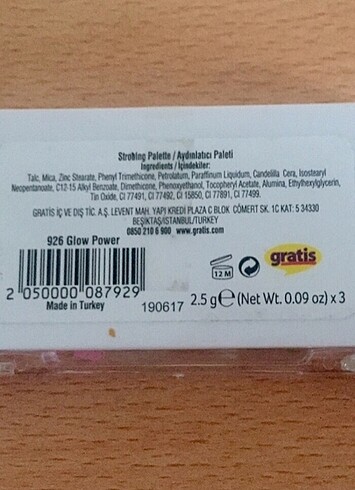 Strobing Palette / Aydınlatıcı Paleti
Ingredients / İçindekiler:
Talc, Mica, Zinc Stearate, Phenyl Trimethicone, Petrolatum, Paraffinum Liquidum, Candelilla Cera, Isostearyl
Neopentanoate, C12-15 Alkyl Benzoate, Dimethicone, Phenoxyethanol, Tocopheryl Acetate, Alumina, Ethylhexylglycerin,
Tin Oxide, CI 77491, CI 77492, CI 15850, CI 77891, CI 77499.
GRATİS İÇ VE DIŞ TİC. A.Ş. LEVENT MAH. YAPI KREDİ PLAZA C BLOK CÖMERT SK. 1C KAT: 5 34330
BEŞİKTAŞ/İSTANBUL/TURKEY
0850 210 6 900 www.gratis.com
926 Glow Power
2 050000 087929
Made in Turkey
190617
12 M
gratis
2.5 g e (Net Wt. 0.09 oz) x 3